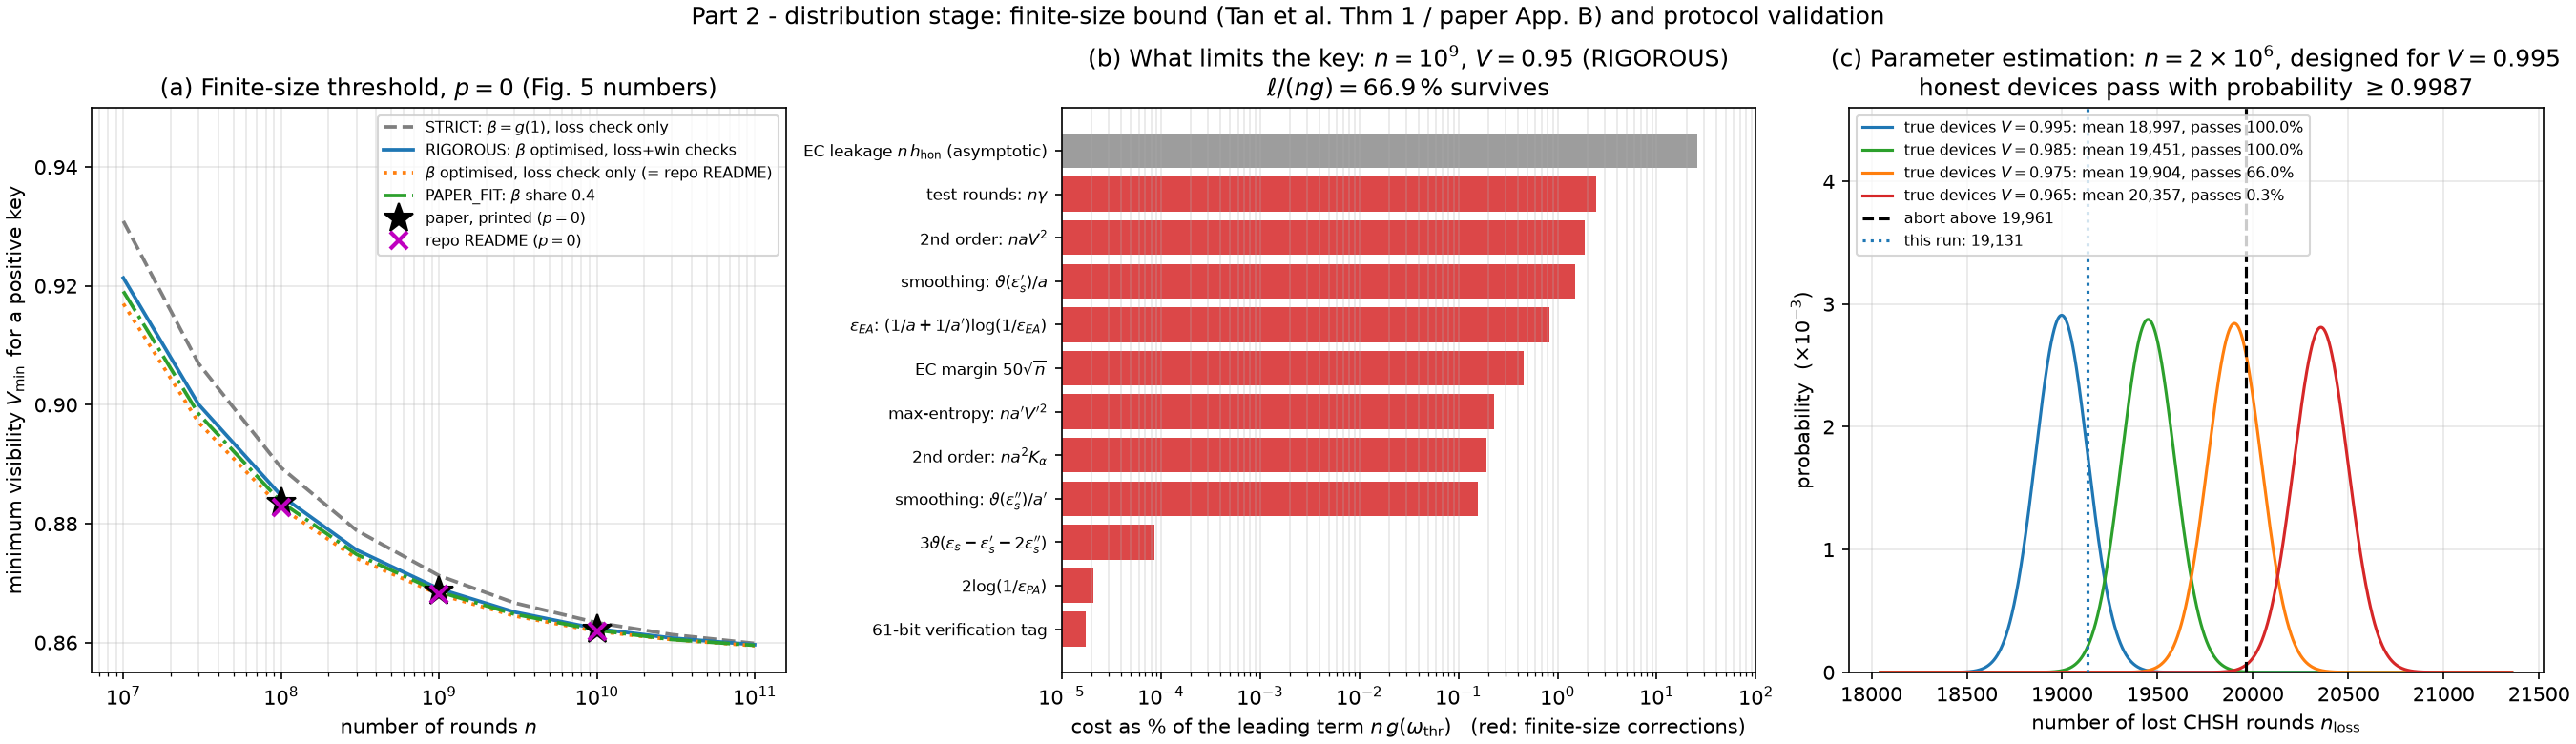 Part 2 - distribution stage: finite-size bound (Tan et al. Thm 1 / paper App. B) and protocol validation
(a) Finite-size threshold, p = 0 (Fig. 5 numbers)
minimum visibility V_min for a positive key
0.94
0.92
0.90
0.88
0.86
STRICT: β = g(1), loss check only
RIGOROUS: β optimised, loss+win checks
β optimised, loss check only (= repo README)
PAPER_FIT: β share 0.4
paper, printed (p = 0)
repo README (p = 0)
10^7 10^8 10^9 10^10 10^11
number of rounds n
(b) What limits the key: n = 10^9, V = 0.95 (RIGOROUS)
ℓ/(ng) = 66.9 % survives
EC leakage n h_hon (asymptotic)
test rounds: nγ
2nd order: naV^2
smoothing: ϑ(ε′_s)/a
ε_EA: (1/a + 1/a′)log(1/ε_EA)
EC margin 50√n
max-entropy: na′V′^2
2nd order: na^2K_α
smoothing: ϑ(ε″_s)/a′
3ϑ(ε_s − ε′_s − 2ε″_s)
2log(1/ε_PA)
61-bit verification tag
10^−5 10^−4 10^−3 10^−2 10^−1 10^0 10^1 10^2
cost as % of the leading term n g(ω_thr) (red: finite-size corrections)
(c) Parameter estimation: n = 2 × 10^6, designed for V = 0.995
honest devices pass with probability ≥ 0.9987
probability (×10^−3)
4
3
2
1
0
true devices V = 0.995: mean 18,997, passes 100.0%
true devices V = 0.985: mean 19,451, passes 100.0%
true devices V = 0.975: mean 19,904, passes 66.0%
true devices V = 0.965: mean 20,357, passes 0.3%
abort above 19,961
this run: 19,131
18000 18500 19000 19500 20000 20500 21000 21500
number of lost CHSH rounds n_loss